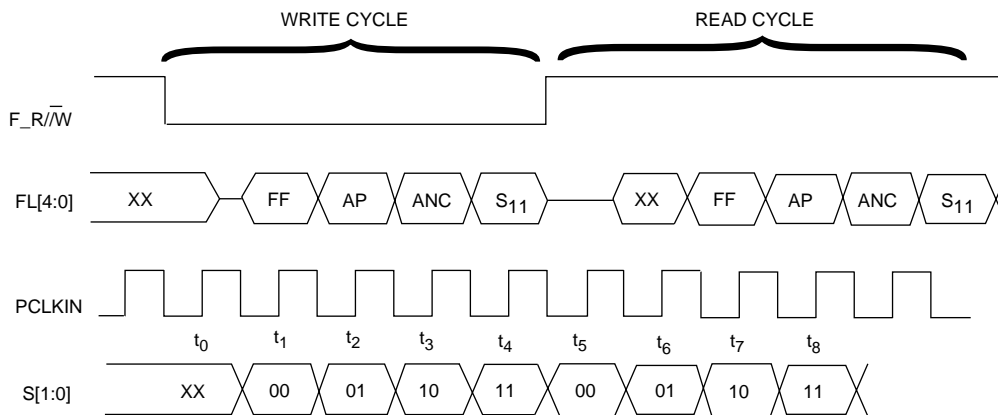 WRITE CYCLE READ CYCLE
F_R//W̅
FL[4:0] XX FF AP ANC S₁₁ XX FF AP ANC S₁₁
PCLKIN
t₀ t₁ t₂ t₃ t₄ t₅ t₆ t₇ t₈
S[1:0] XX 00 01 10 11 00 01 10 11